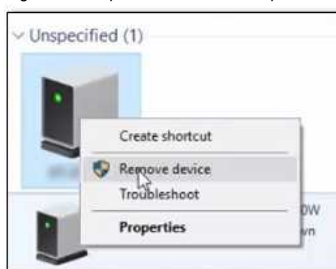 Unspecified (1)
Create shortcut
Remove device
Troubleshoot
Properties